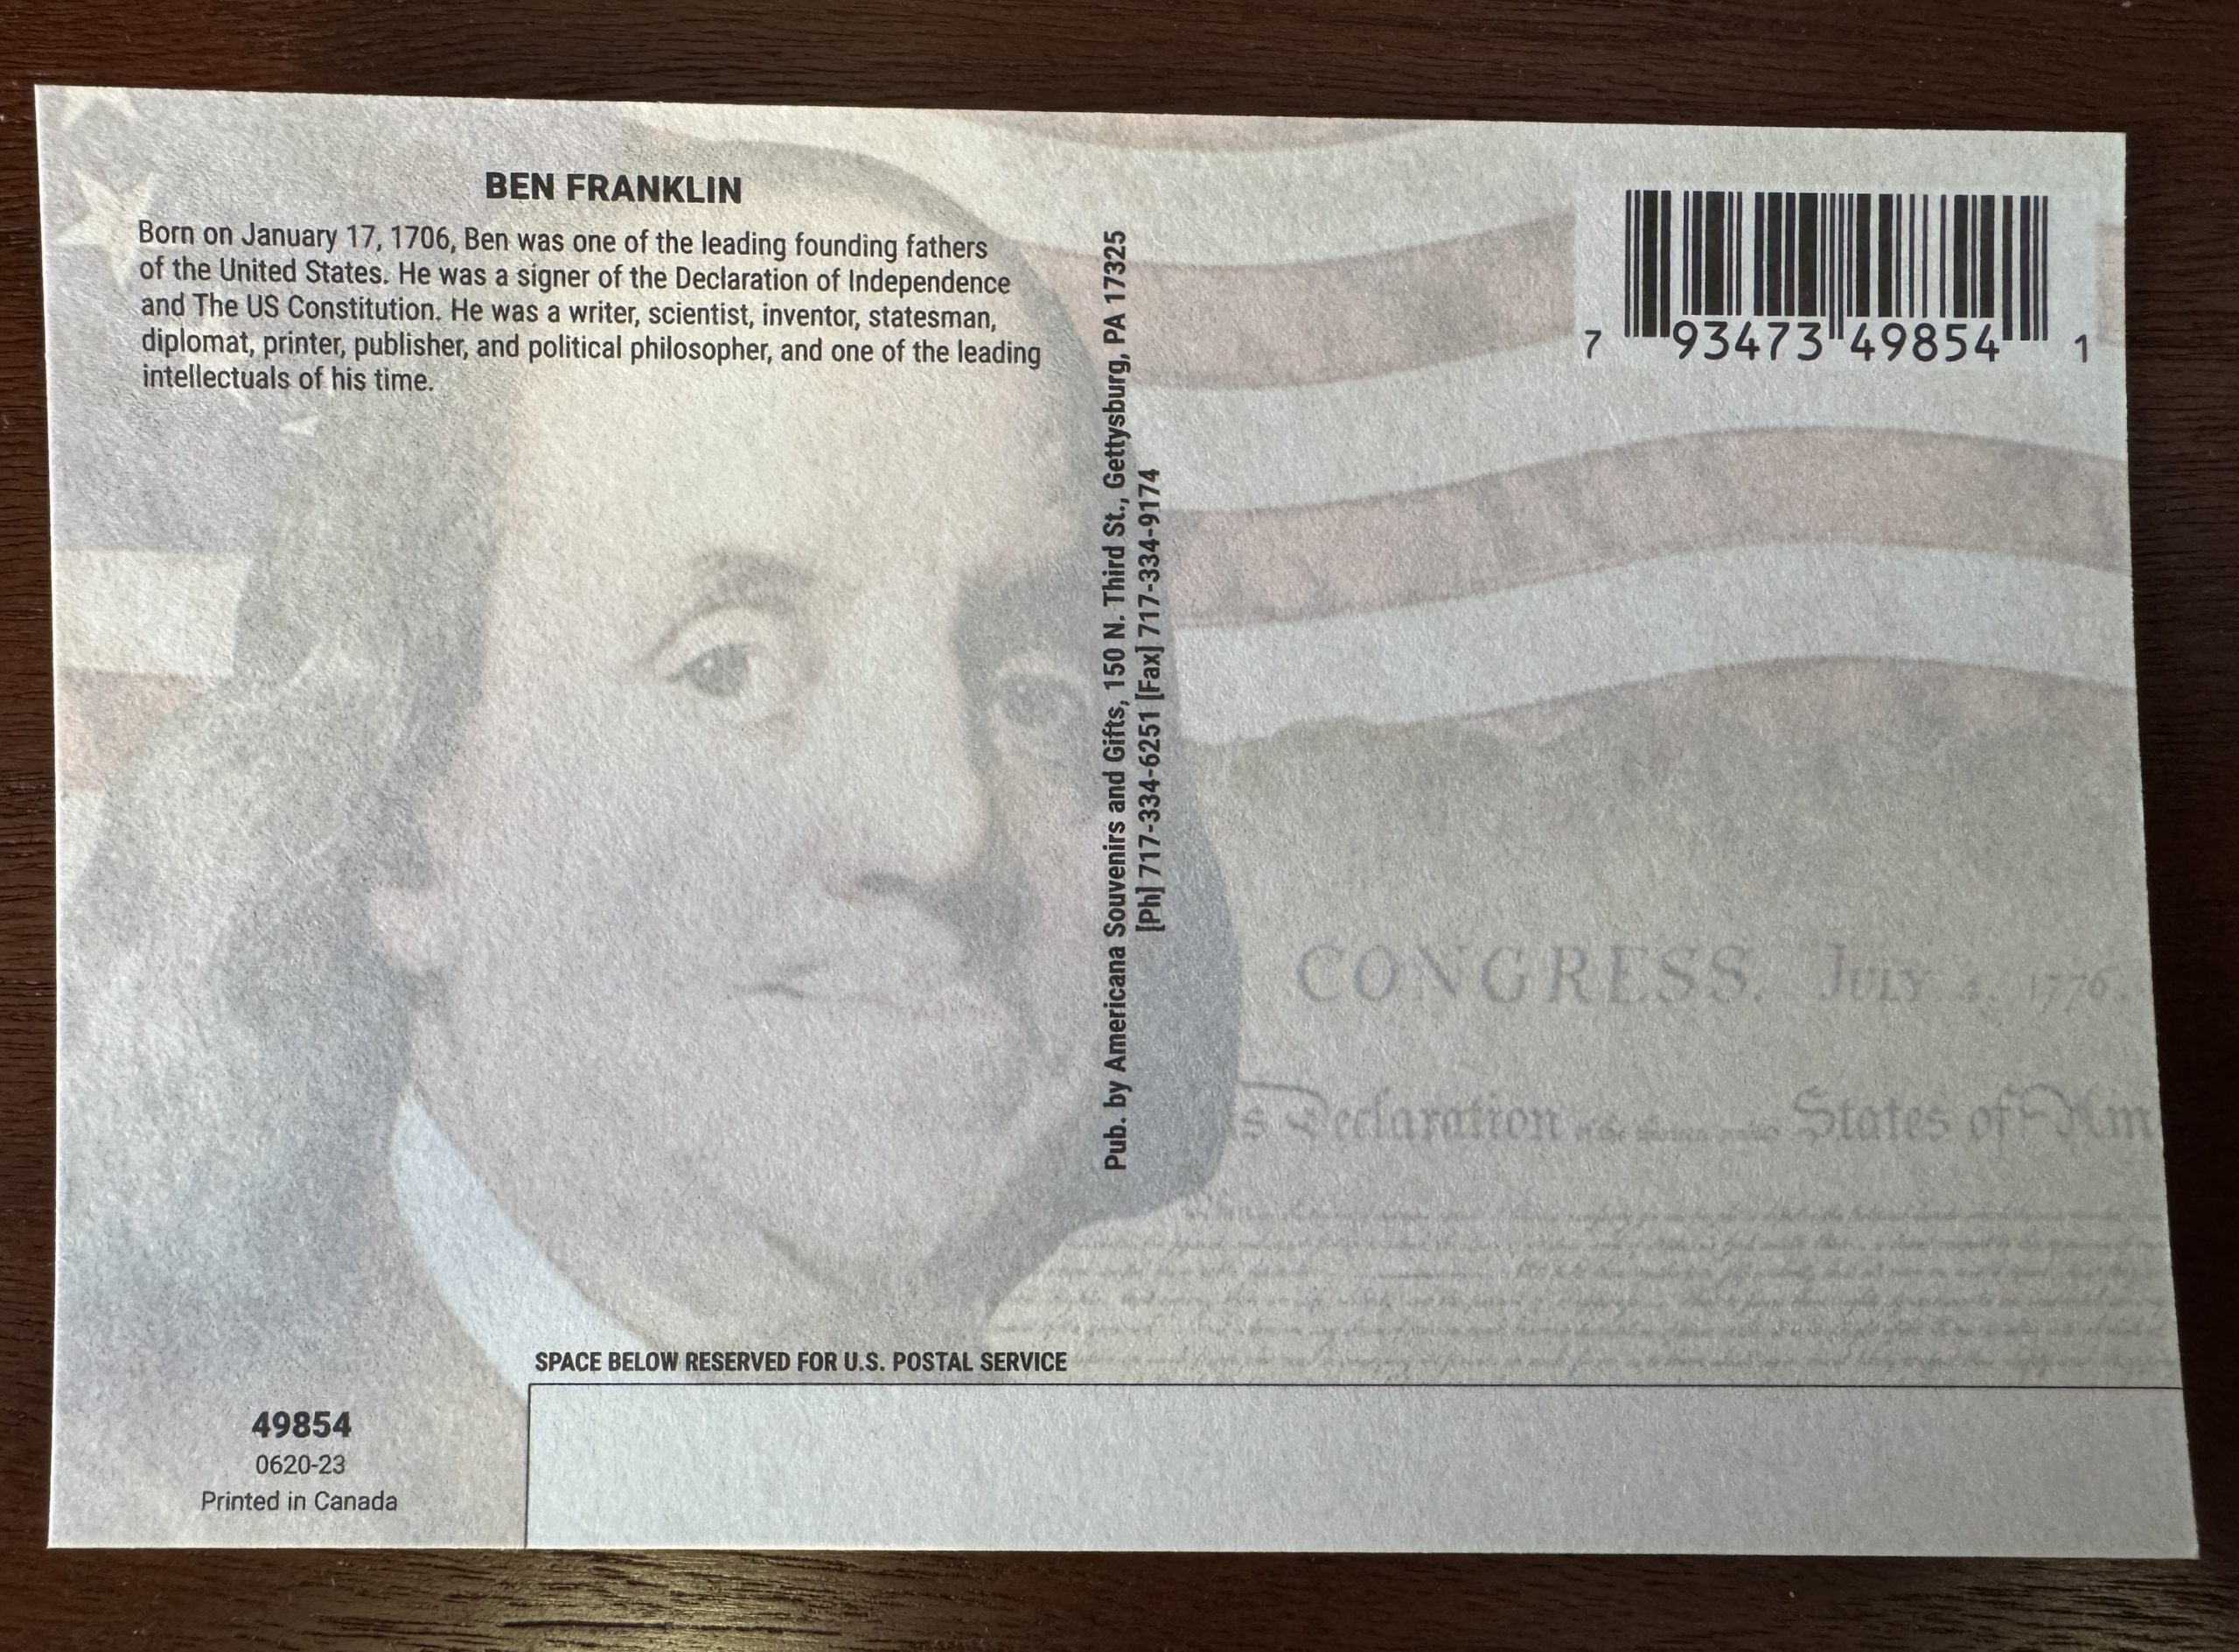 BEN FRANKLIN
Born on January 17, 1706, Ben was one of the leading founding fathers
of the United States. He was a signer of the Declaration of Independence
and The US Constitution. He was a writer, scientist, inventor, statesman,
diplomat, printer, publisher, and political philosopher, and one of the leading
intellectuals of his time.
Pub. by Americana Souvenirs and Gifts, 150 N. Third St., Gettysburg, PA 17325
[Ph] 717-334-6251 [Fax] 717-334-9174
7 93473 49854 1
CONGRESS. July 4, 1776.
Declaration States of Am
SPACE BELOW RESERVED FOR U.S. POSTAL SERVICE
49854
0620-23
Printed in Canada